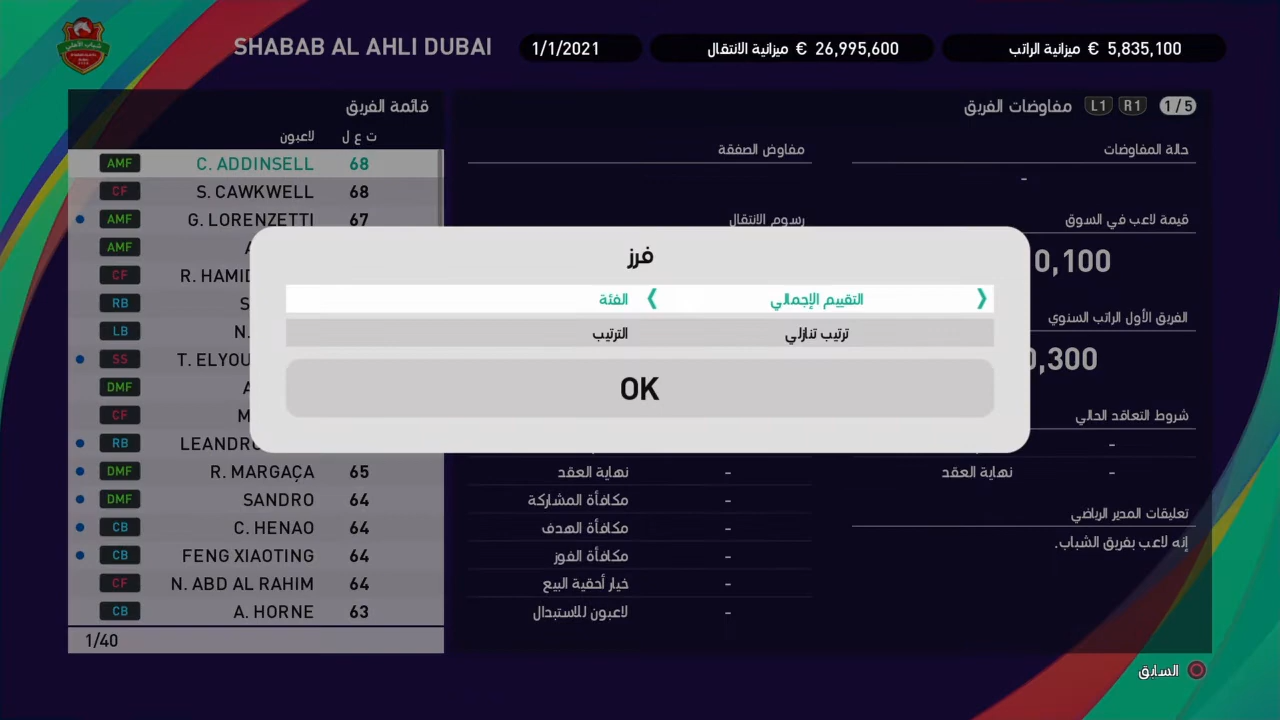 SHABAB AL AHLI DUBAI
1/1/2021
ميزانية الانتقال € 26,995,600
ميزانية الراتب € 5,835,100
قائمة الفريق
لاعبون ت ع ل
AMF C. ADDINSELL 68
CF S. CAWKWELL 68
AMF G. LORENZETTI 67
AMF
CF R. HAMID
RB
LB N.
SS T. ELYOU
DMF
CF
RB LEANDRO
DMF R. MARGAÇA 65
DMF SANDRO 64
CB C. HENAO 64
CB FENG XIAOTING 64
CF N. ABD AL RAHIM 64
CB A. HORNE 63
1/40
مفاوضات الفريق L1 R1 1/5
حالة المفاوضات
-
مفاوض الصفقة
قيمة لاعب في السوق
0,100
رسوم الانتقال
الفريق الأول الراتب السنوي
0,300
شروط التعاقد الحالي
-
نهاية العقد -
نهاية العقد -
مكافأة المشاركة -
مكافأة الهدف -
مكافأة الفوز -
خيار أحقية البيع -
لاعبون للاستبدال -
تعليقات المدير الرياضي
إنه لاعب بفريق الشباب.
فرز
الفئة التقييم الإجمالي
الترتيب ترتيب تنازلي
OK
السابق